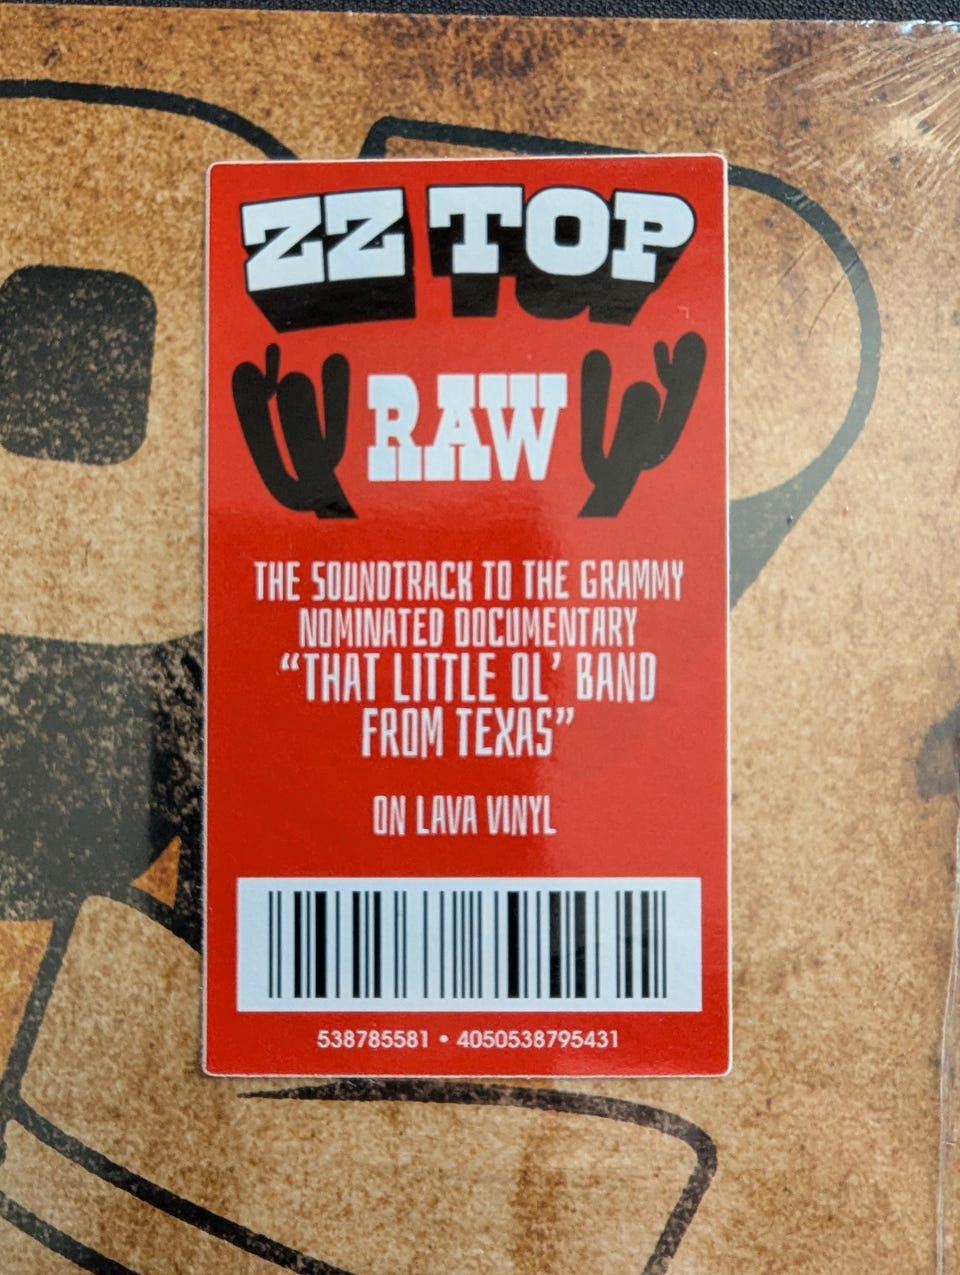 ZZ TOP
RAW
THE SOUNDTRACK TO THE GRAMMY
NOMINATED DOCUMENTARY
“THAT LITTLE OL’ BAND
FROM TEXAS”
ON LAVA VINYL
538785581 • 4050538795431